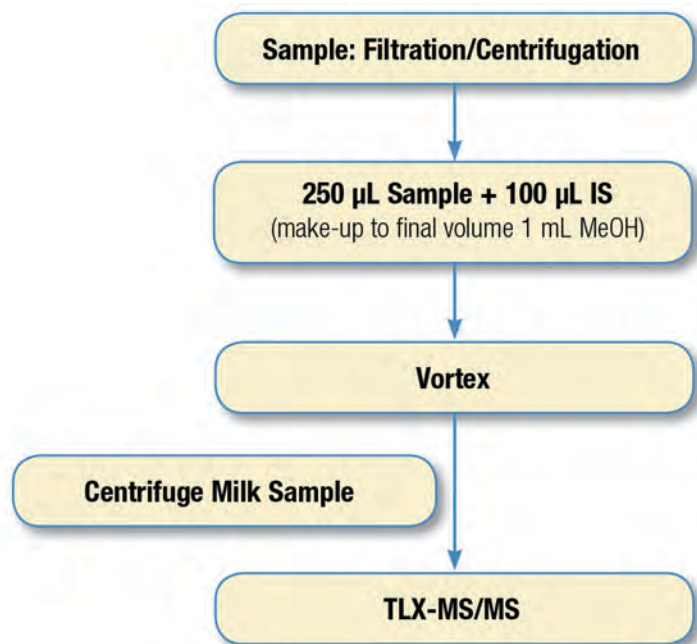 Sample: Filtration/Centrifugation
250 µL Sample + 100 µL IS
(make-up to final volume 1 mL MeOH)
Vortex
Centrifuge Milk Sample
TLX-MS/MS